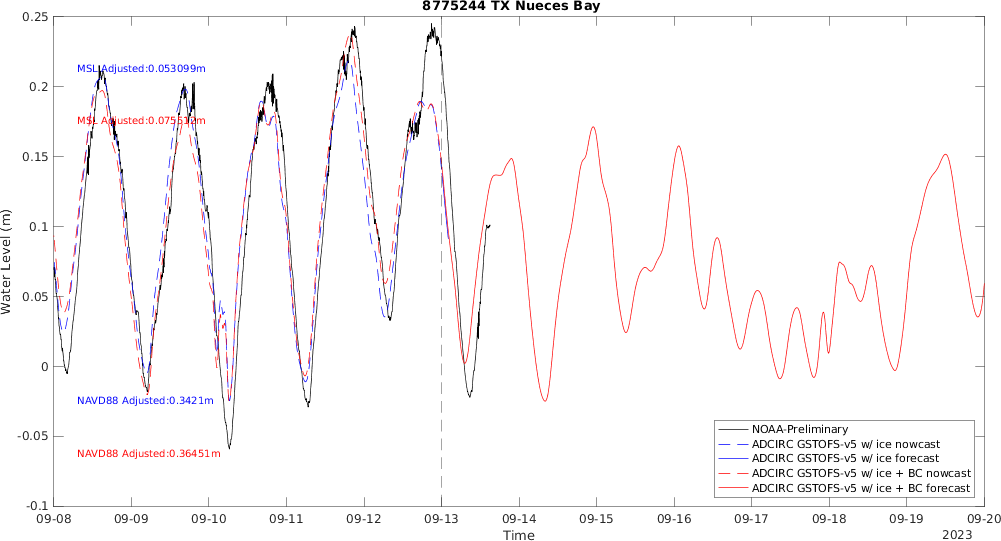 8775244 TX Nueces Bay
0.25
0.2
0.15
0.1
0.05
0
-0.05
-0.1
Water Level (m)
MSL Adjusted:0.053099m
MSL Adjusted:0.075512m
NAVD88 Adjusted:0.3421m
NAVD88 Adjusted:0.36451m
NOAA-Preliminary
ADCIRC GSTOFS-v5 w/ ice nowcast
ADCIRC GSTOFS-v5 w/ ice forecast
ADCIRC GSTOFS-v5 w/ ice + BC nowcast
ADCIRC GSTOFS-v5 w/ ice + BC forecast
09-08 09-09 09-10 09-11 09-12 09-13 09-14 09-15 09-16 09-17 09-18 09-19 09-20
Time
2023